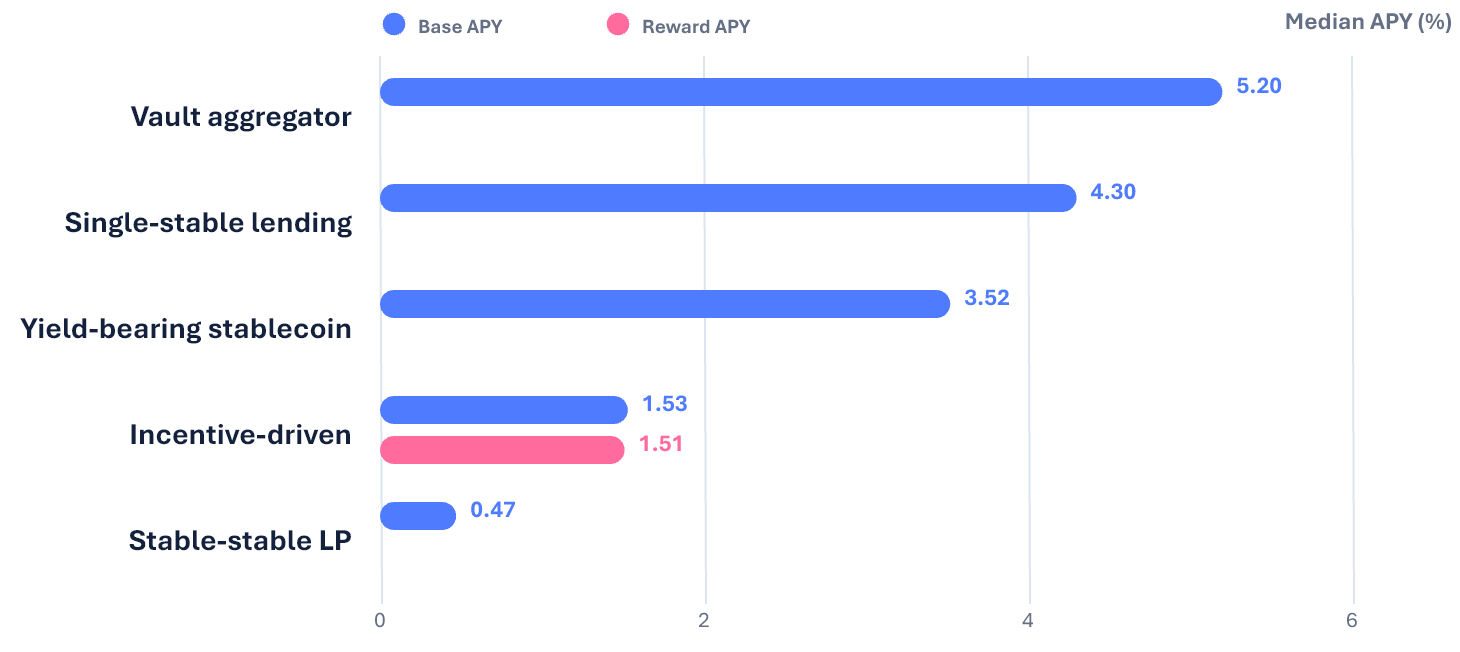 Base APY
Reward APY
Median APY (%)
Vault aggregator
5.20
Single-stable lending
4.30
Yield-bearing stablecoin
3.52
Incentive-driven
1.53
1.51
Stable-stable LP
0.47
0 2 4 6